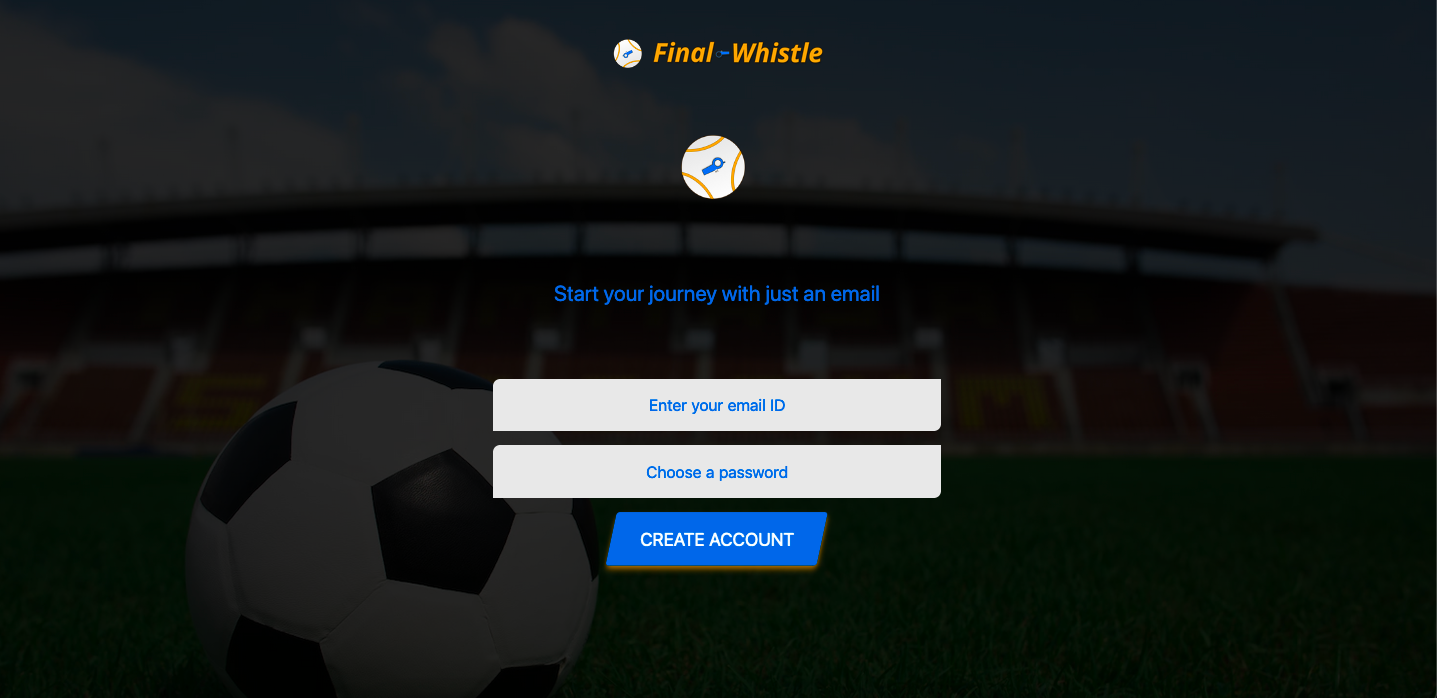 Final-Whistle
Start your journey with just an email
Enter your email ID
Choose a password
CREATE ACCOUNT